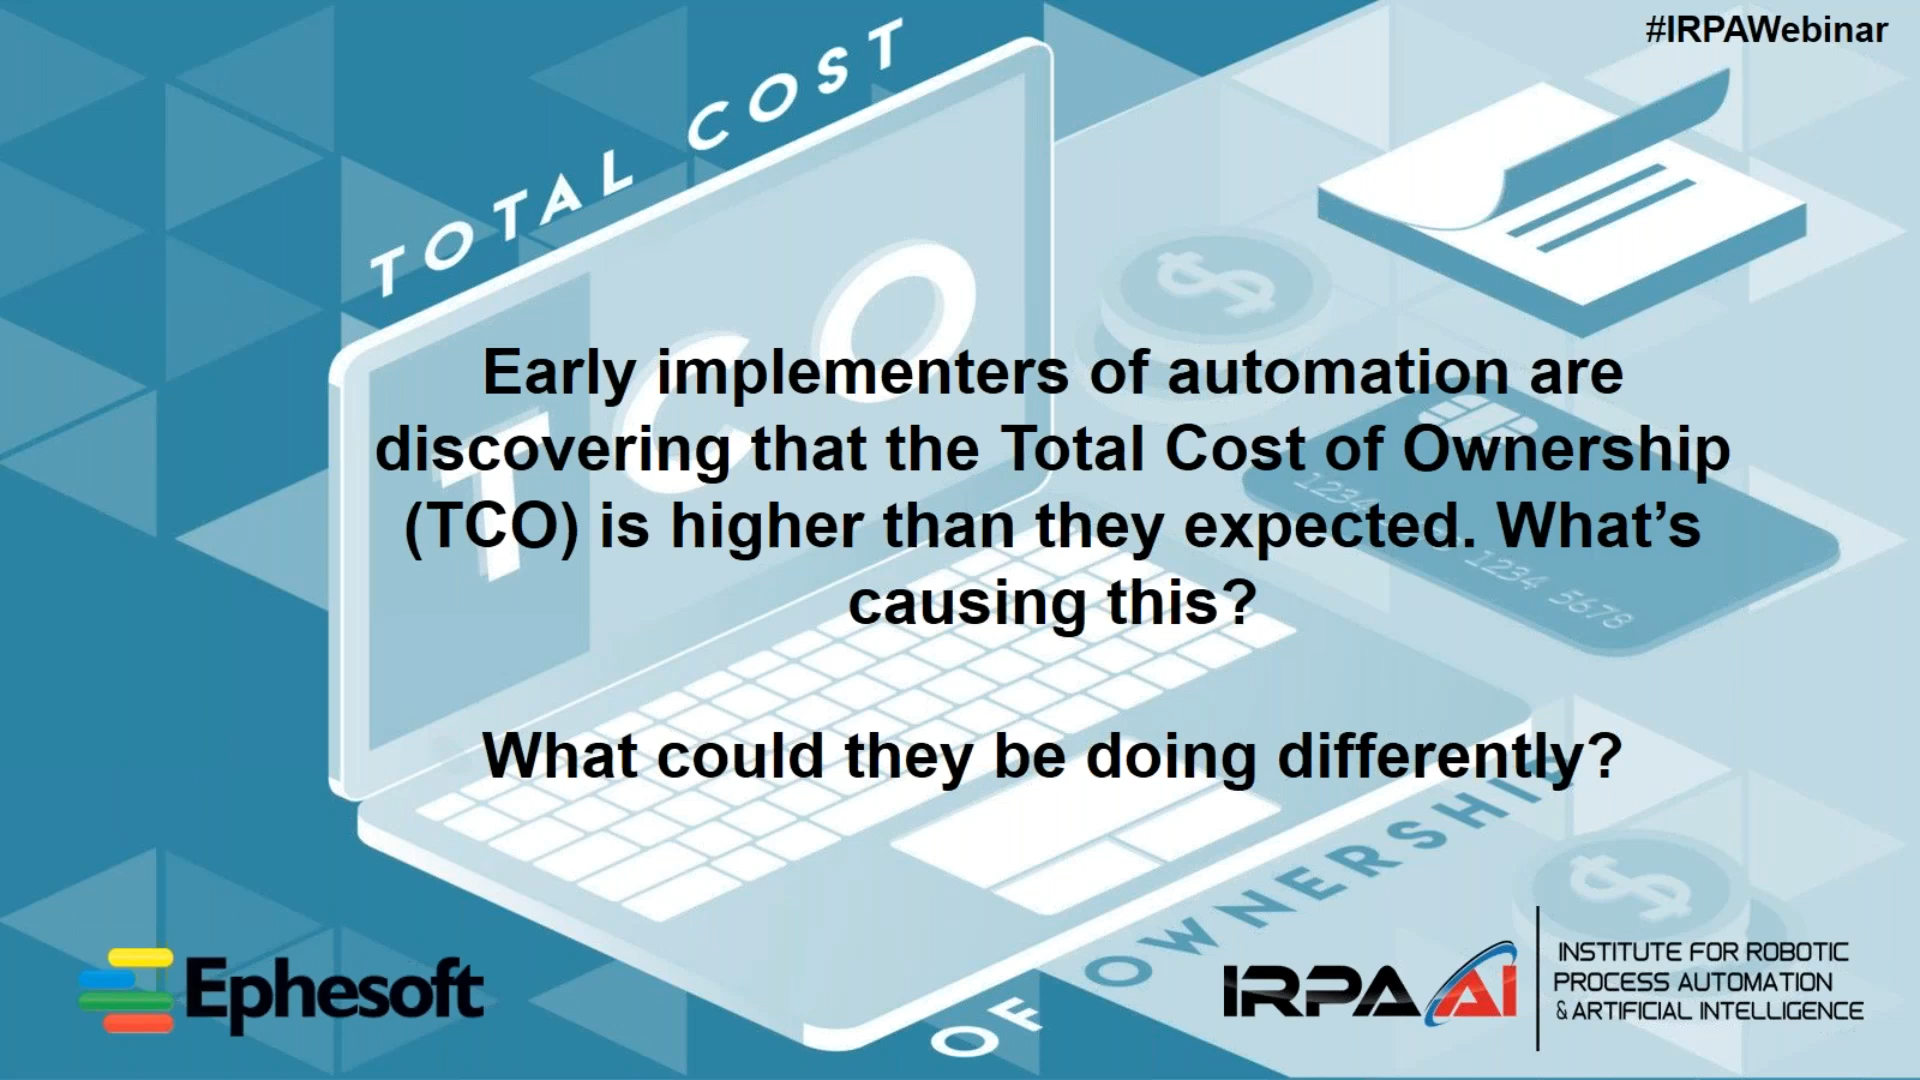 #IRPAWebinar
TOTAL COST
TCO
Early implementers of automation are
discovering that the Total Cost of Ownership
(TCO) is higher than they expected. What’s
causing this?
1234
1234 5678
What could they be doing differently?
OF OWNERSHIP
Ephesoft
IRPA AI
INSTITUTE FOR ROBOTIC
PROCESS AUTOMATION
& ARTIFICIAL INTELLIGENCE